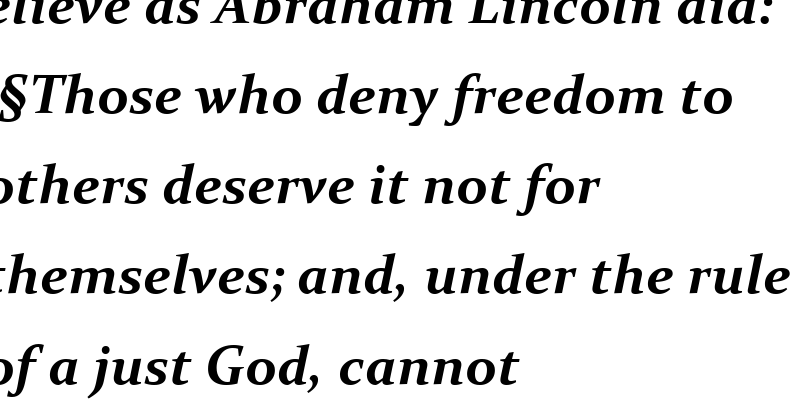 elieve as Abraham Lincoln did:
§Those who deny freedom to
others deserve it not for
themselves; and, under the rule
of a just God, cannot